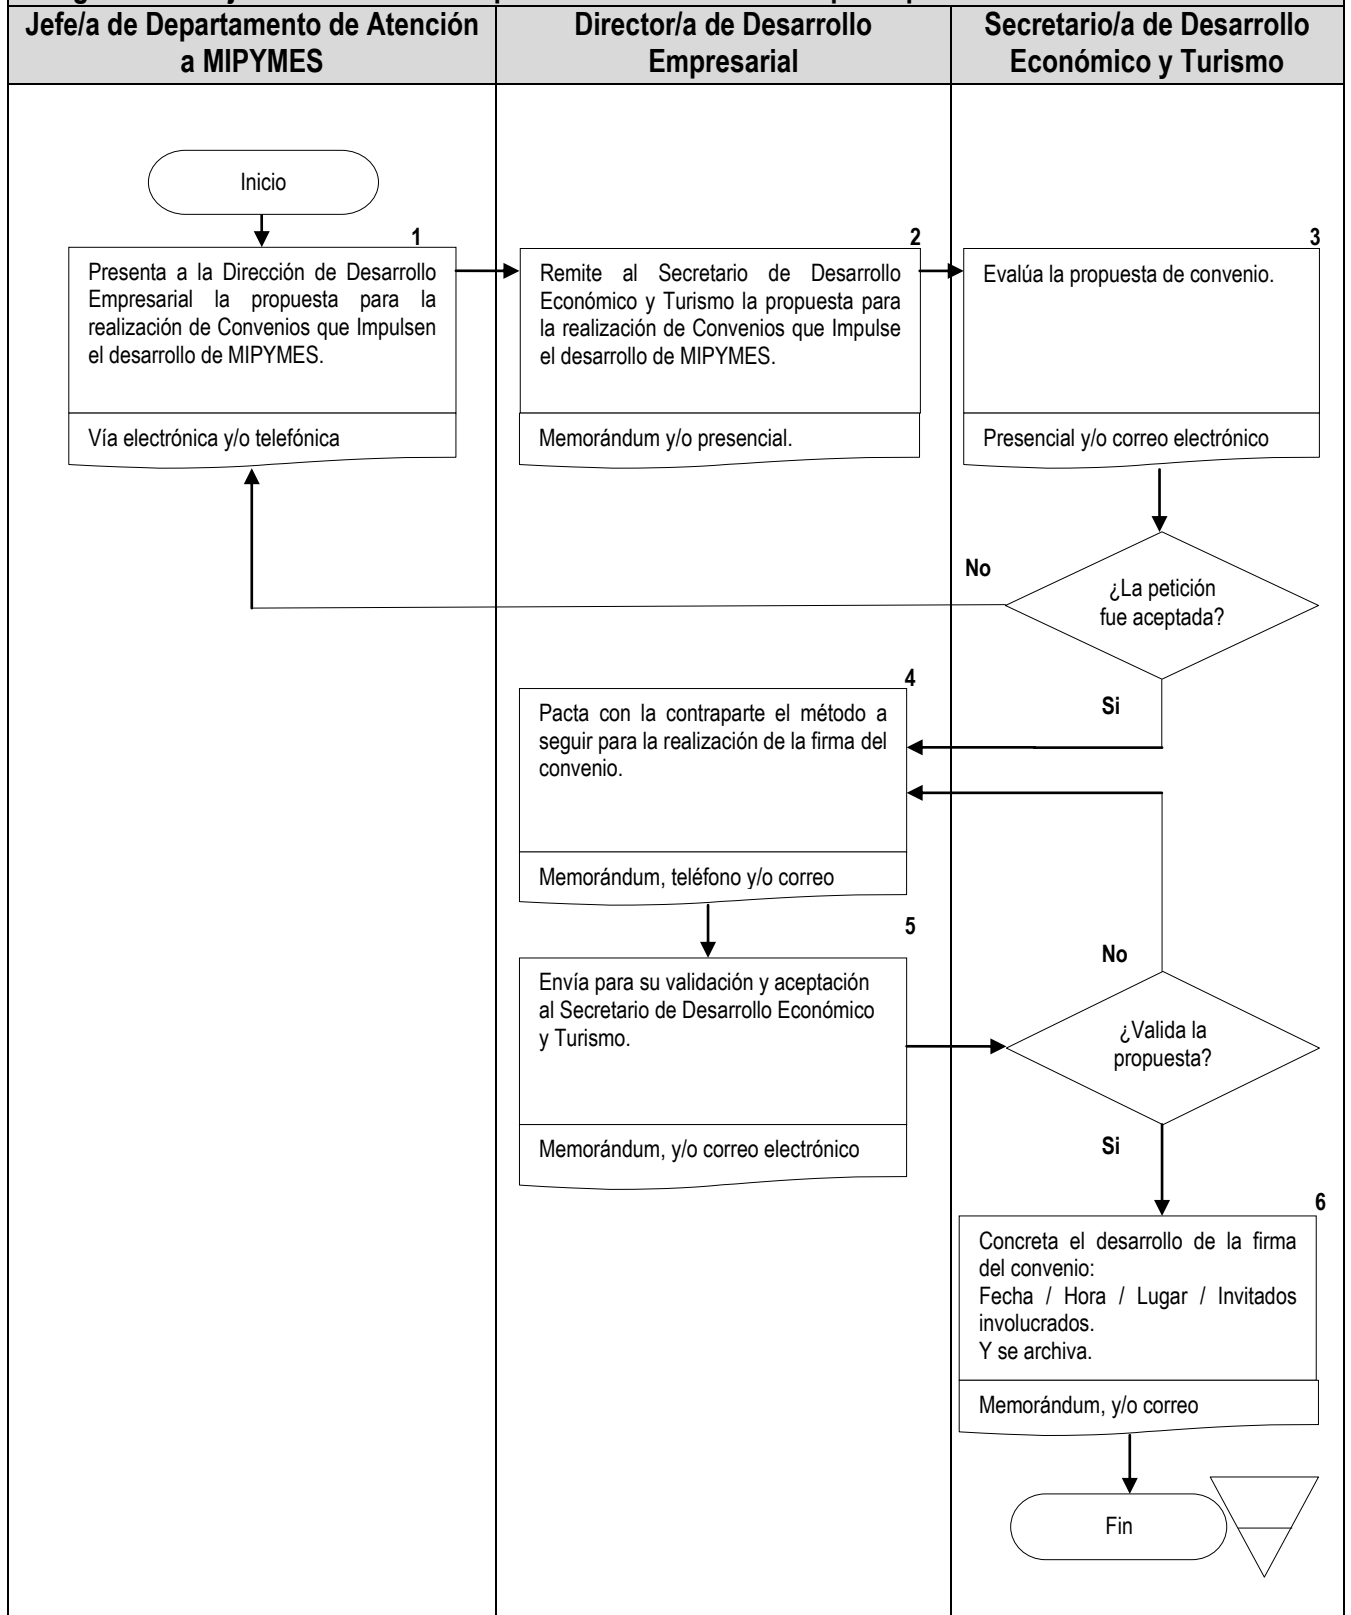 Jefe/a de Departamento de Atención
a MIPYMES
Director/a de Desarrollo
Empresarial
Secretario/a de Desarrollo
Económico y Turismo
Inicio
1
Presenta a la Dirección de Desarrollo
Empresarial la propuesta para la
realización de Convenios que Impulsen
el desarrollo de MIPYMES.
Vía electrónica y/o telefónica
2
Remite al Secretario de Desarrollo
Económico y Turismo la propuesta para
la realización de Convenios que Impulse
el desarrollo de MIPYMES.
Memorándum y/o presencial.
3
Evalúa la propuesta de convenio.
Presencial y/o correo electrónico
No
¿La petición
fue aceptada?
Si
4
Pacta con la contraparte el método a
seguir para la realización de la firma del
convenio.
Memorándum, teléfono y/o correo
5
Envía para su validación y aceptación
al Secretario de Desarrollo Económico
y Turismo.
Memorándum, y/o correo electrónico
No
¿Valida la
propuesta?
Si
6
Concreta el desarrollo de la firma
del convenio:
Fecha / Hora / Lugar / Invitados
involucrados.
Y se archiva.
Memorándum, y/o correo
Fin